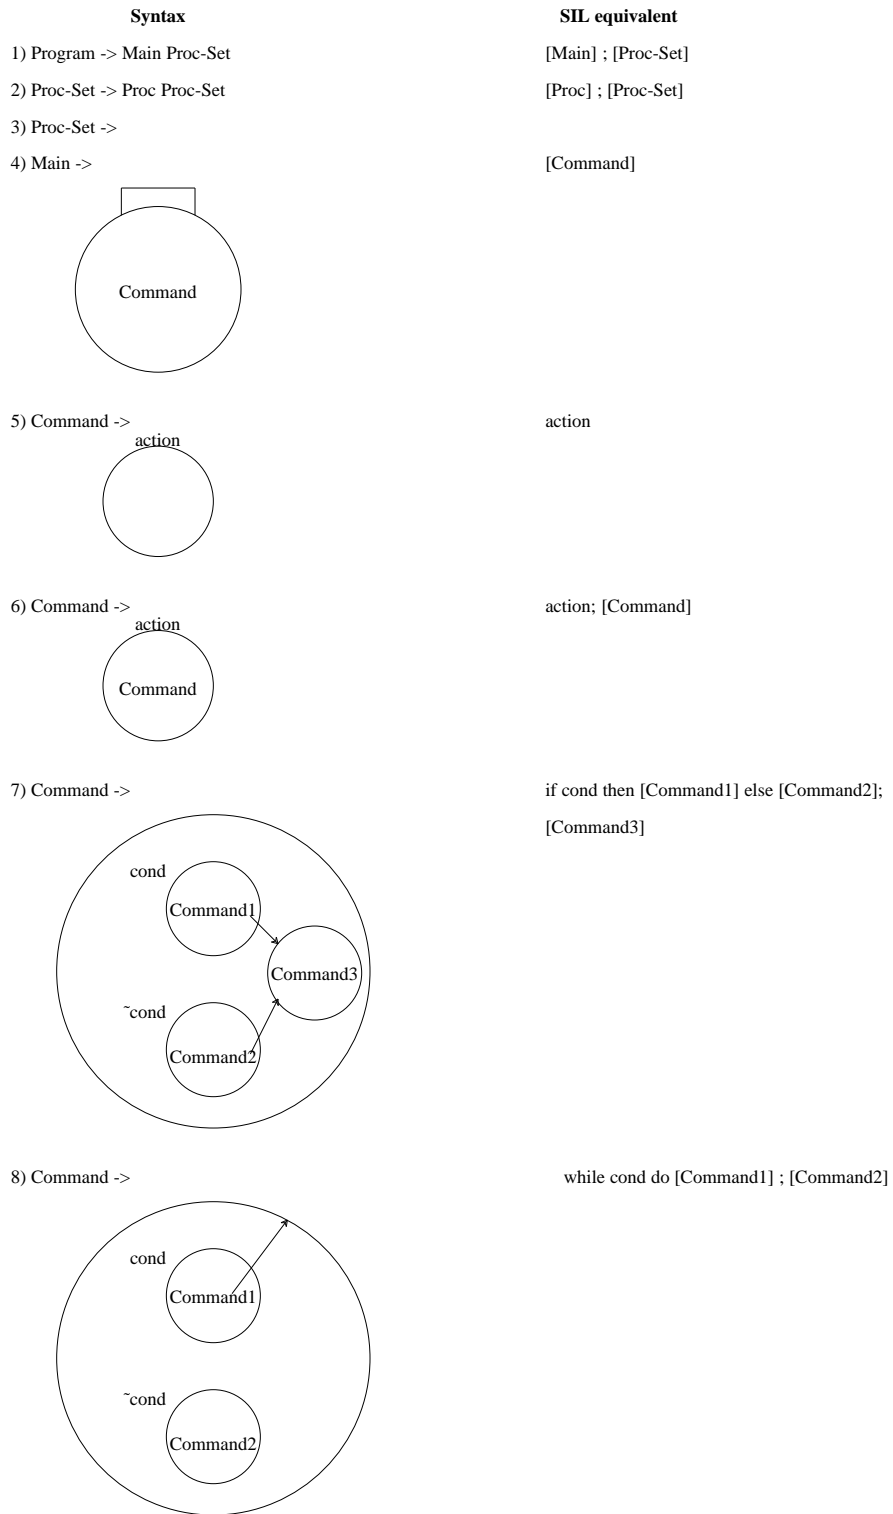 Syntax SIL equivalent
1) Program -> Main Proc-Set [Main] ; [Proc-Set]
2) Proc-Set -> Proc Proc-Set [Proc] ; [Proc-Set]
3) Proc-Set ->
4) Main -> [Command]
Command
5) Command -> action
action
6) Command -> action; [Command]
action
Command
7) Command -> if cond then [Command1] else [Command2];
[Command3]
cond
Command1
Command3
~cond
Command2
8) Command -> while cond do [Command1] ; [Command2]
cond
Command1
~cond
Command2